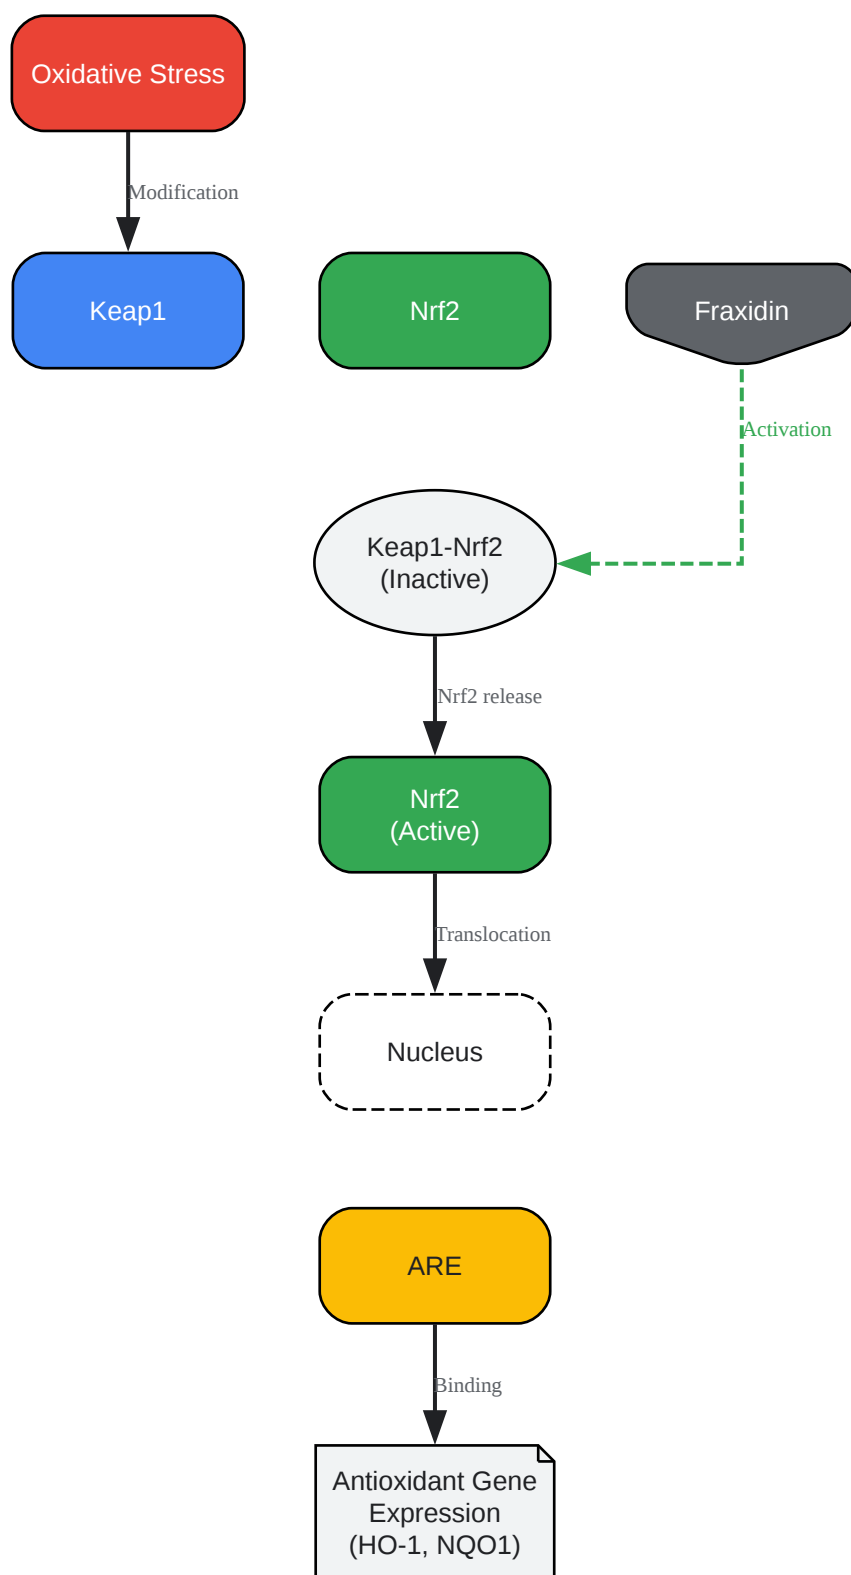 Oxidative Stress
Modification
Keap1
Nrf2
Fraxidin
Activation
Keap1-Nrf2
(Inactive)
Nrf2 release
Nrf2
(Active)
Translocation
Nucleus
ARE
Binding
Antioxidant Gene
Expression
(HO-1, NQO1)